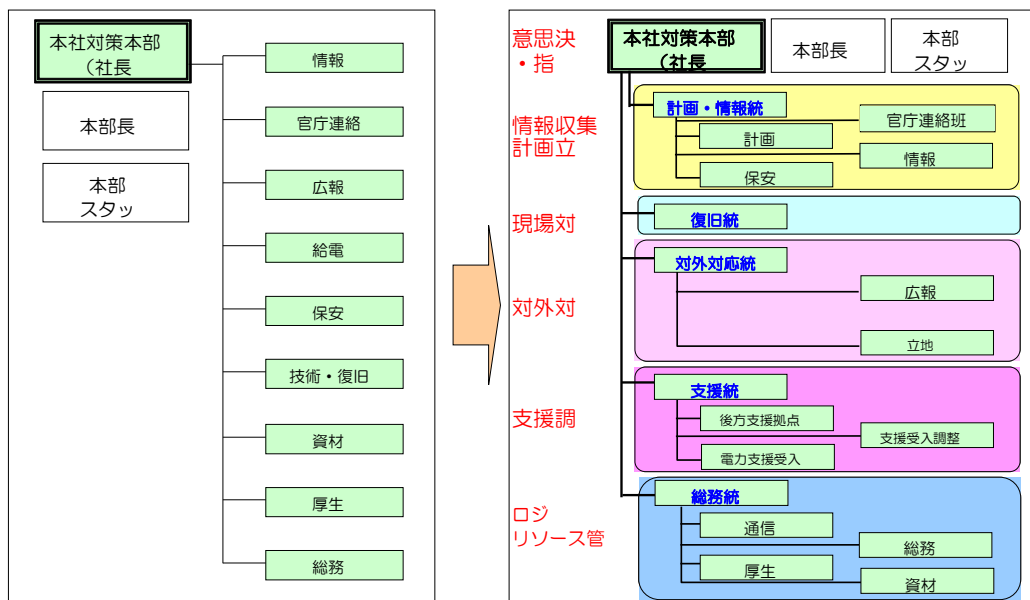 本社対策本部
（社長
本部長
本部
スタッ
情報
官庁連絡
広報
給電
保安
技術・復旧
資材
厚生
総務
意思決
・指
本社対策本部
（社長
本部長
本部
スタッ
情報収集
計画立
計画・情報統
官庁連絡班
計画
情報
保安
現場対
復旧統
対外対
対外対応統
広報
立地
支援調
支援統
後方支援拠点
支援受入調整
電力支援受入
ロジ
リソース管
総務統
通信
総務
厚生
資材